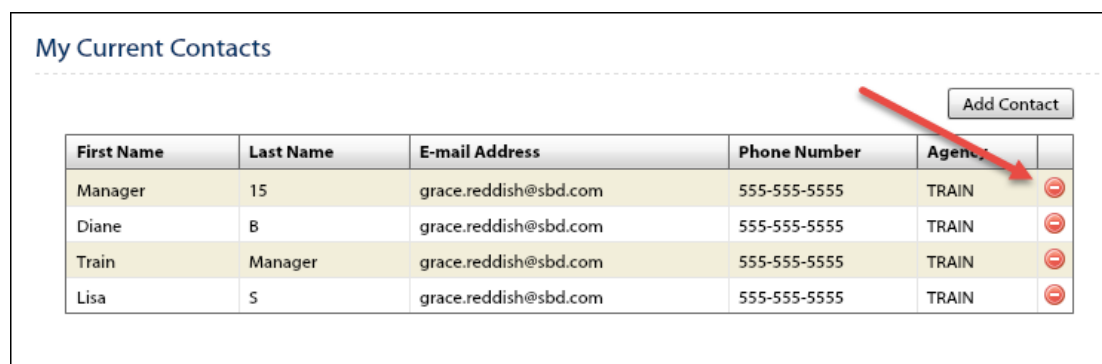 My Current Contacts
Add Contact
First Name Last Name E-mail Address Phone Number Agency
Manager 15 grace.reddish@sbd.com 555-555-5555 TRAIN
Diane B grace.reddish@sbd.com 555-555-5555 TRAIN
Train Manager grace.reddish@sbd.com 555-555-5555 TRAIN
Lisa S grace.reddish@sbd.com 555-555-5555 TRAIN